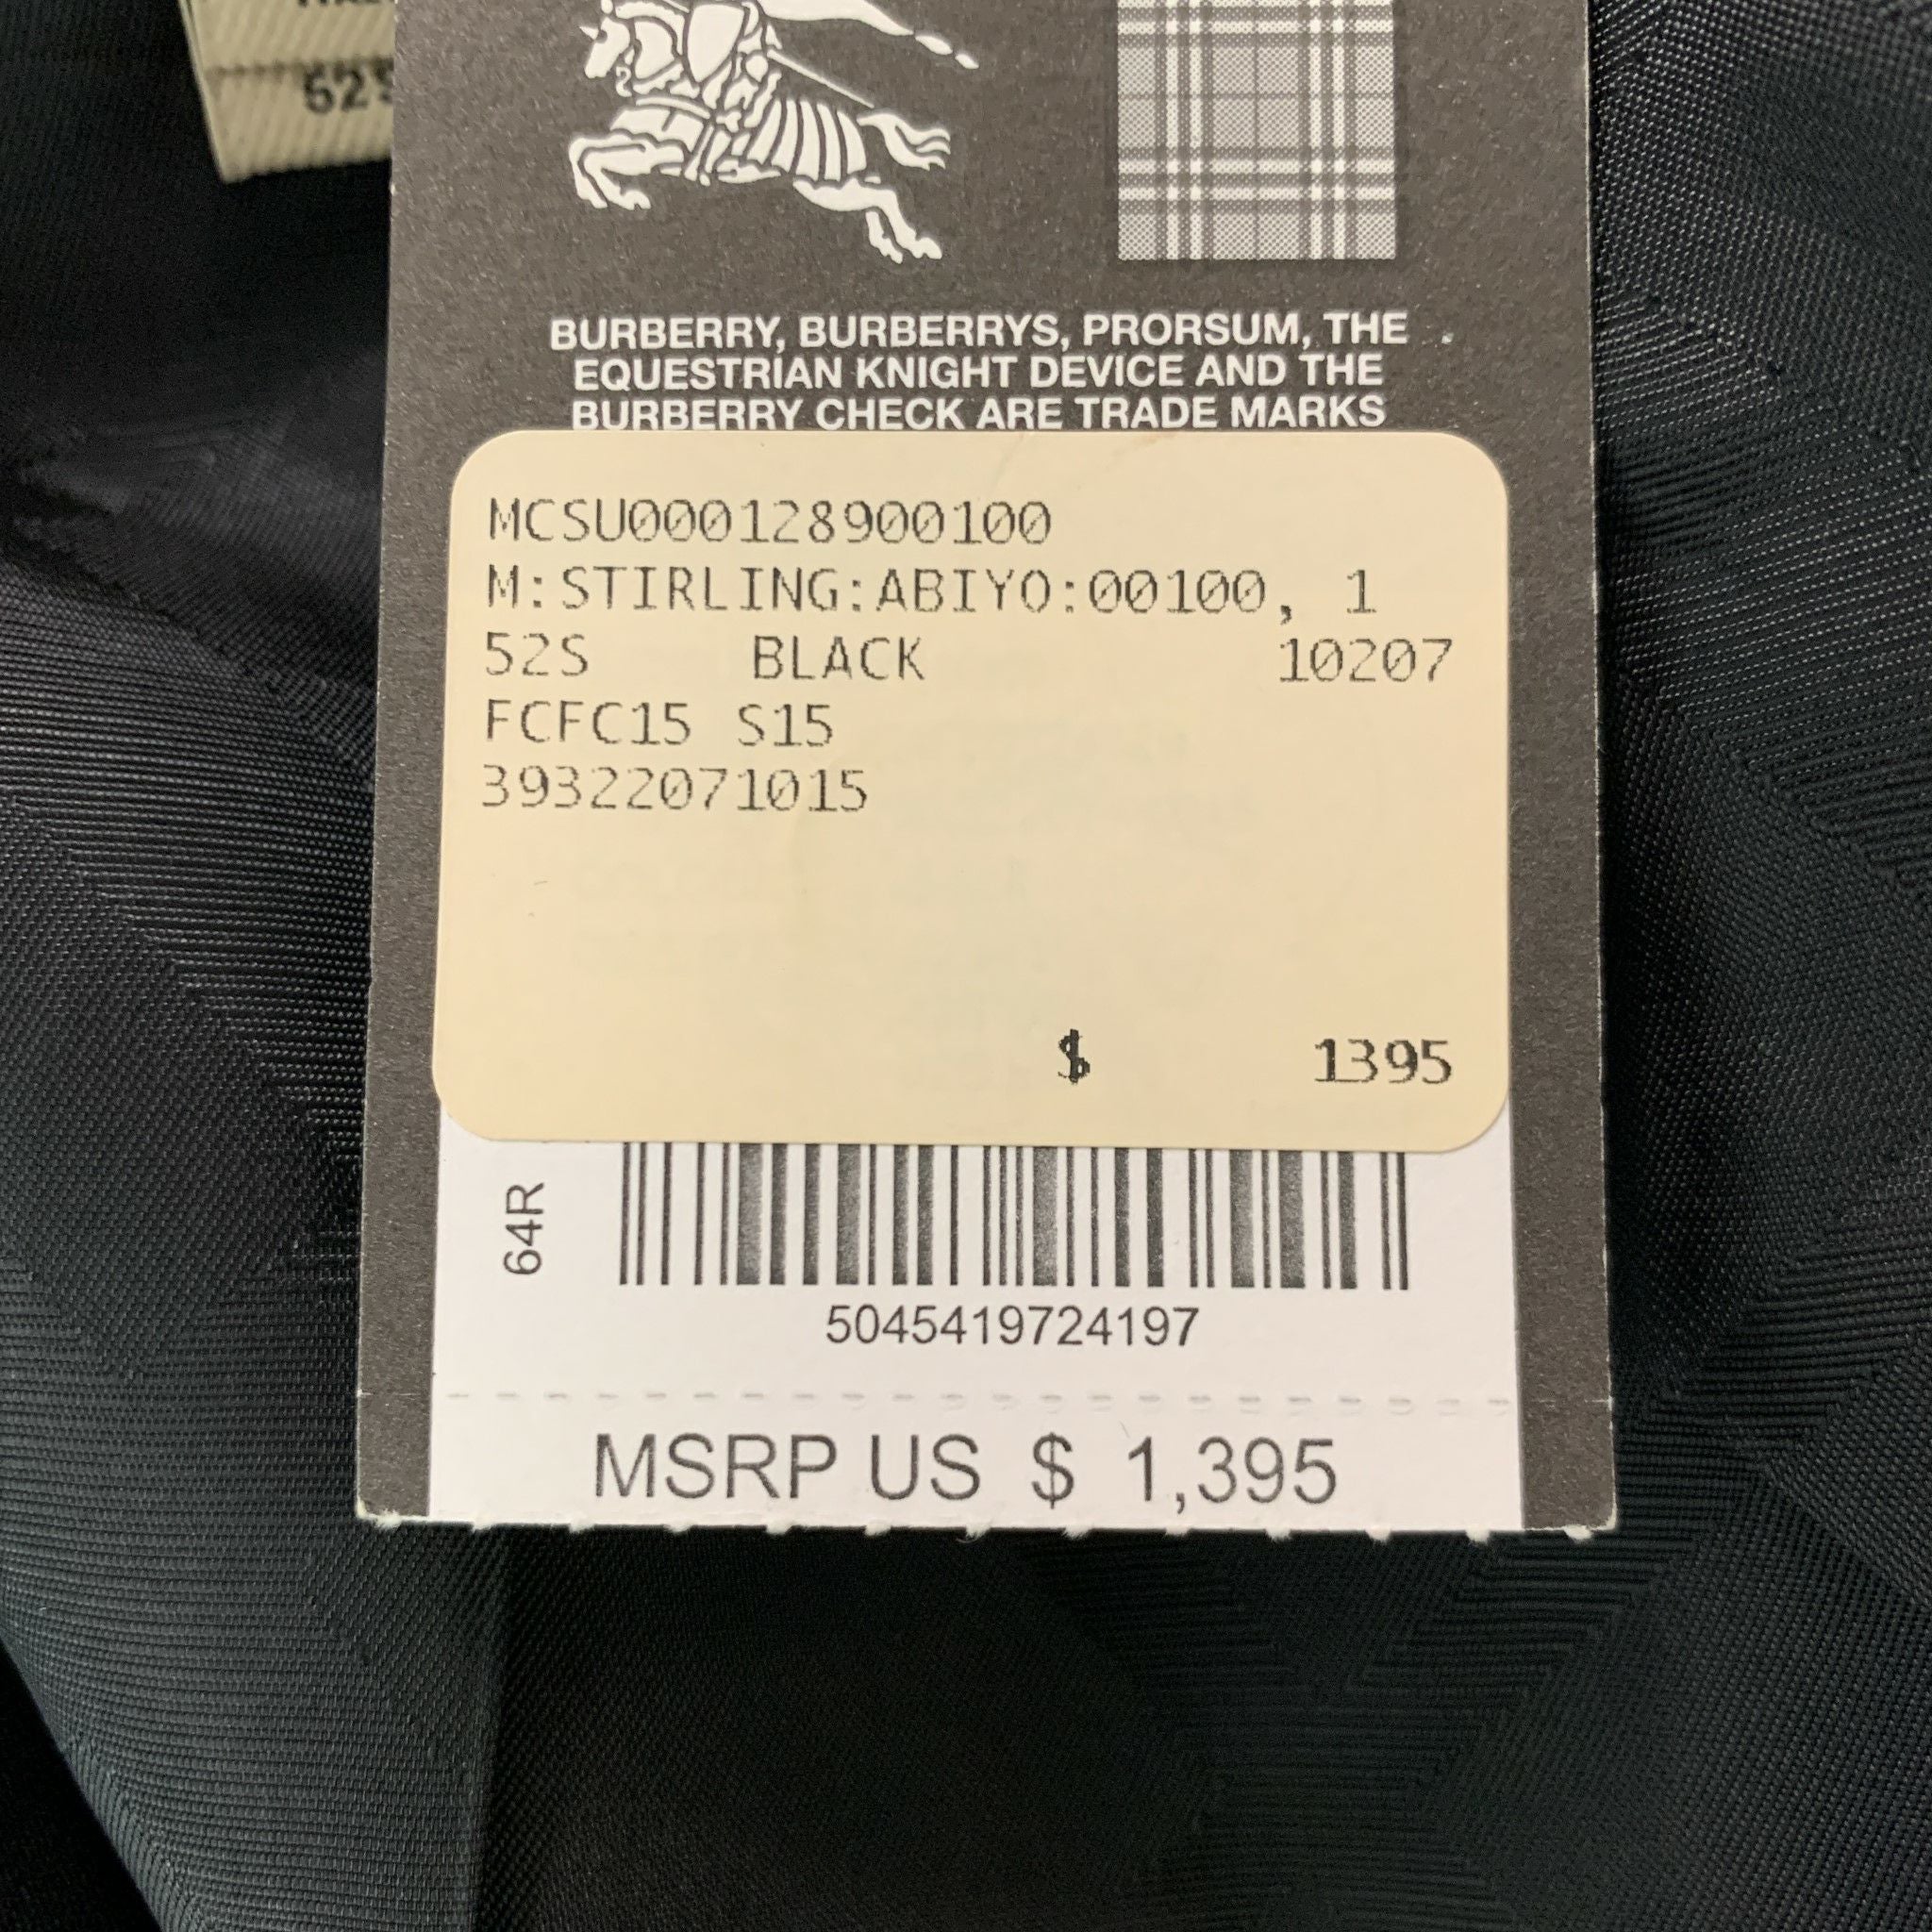 52S
BURBERRY, BURBERRYS, PRORSUM, THE
EQUESTRIAN KNIGHT DEVICE AND THE
BURBERRY CHECK ARE TRADE MARKS
MCSU000128900100
M:STIRLING:ABIYO:00100, 1
52S BLACK 10207
FCFC15 S15
39322071015
$ 1395
64R
5045419724197
MSRP US $ 1,395